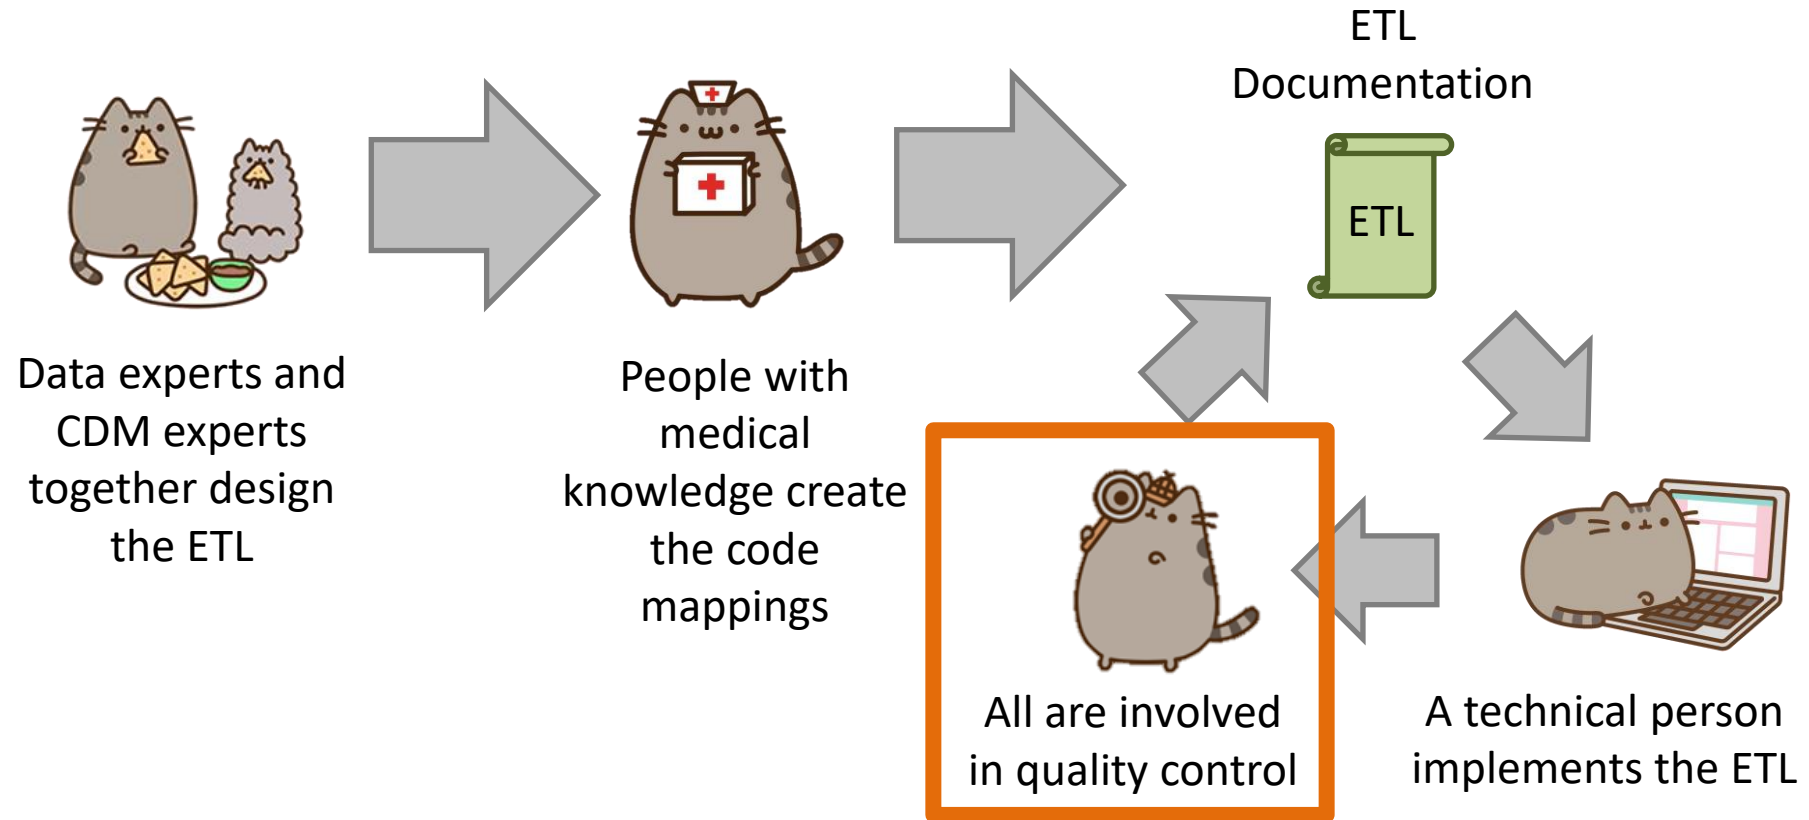 Data experts and
CDM experts
together design
the ETL
People with
medical
knowledge create
the code
mappings
ETL
Documentation
ETL
A technical person
implements the ETL
All are involved
in quality control